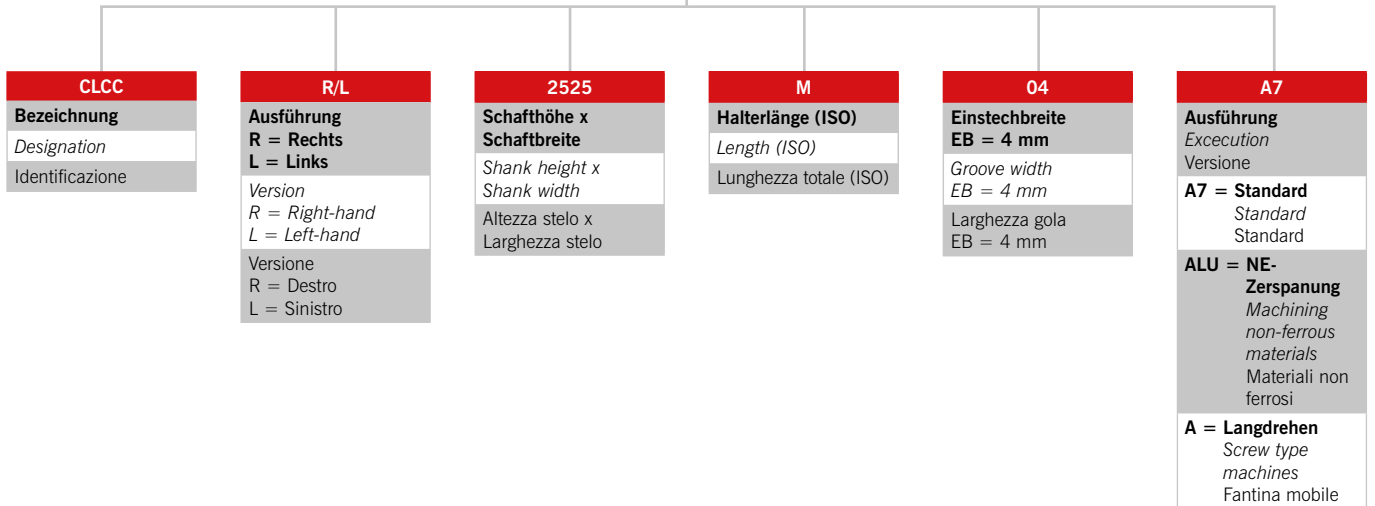 CLCC
Bezeichnung
Designation
Identificazione
R/L
Ausführung
R = Rechts
L = Links
Version
R = Right-hand
L = Left-hand
Versione
R = Destro
L = Sinistro
2525
Schafthöhe x
Schaftbreite
Shank height x
Shank width
Altezza stelo x
Larghezza stelo
M
Halterlänge (ISO)
Length (ISO)
Lunghezza totale (ISO)
04
Einstechbreite
EB = 4 mm
Groove width
EB = 4 mm
Larghezza gola
EB = 4 mm
A7
Ausführung
Excecution
Versione
A7 = Standard
Standard
Standard
ALU = NE-
Zerspanung
Machining
non-ferrous
materials
Materiali non
ferrosi
A = Langdrehen
Screw type
machines
Fantina mobile